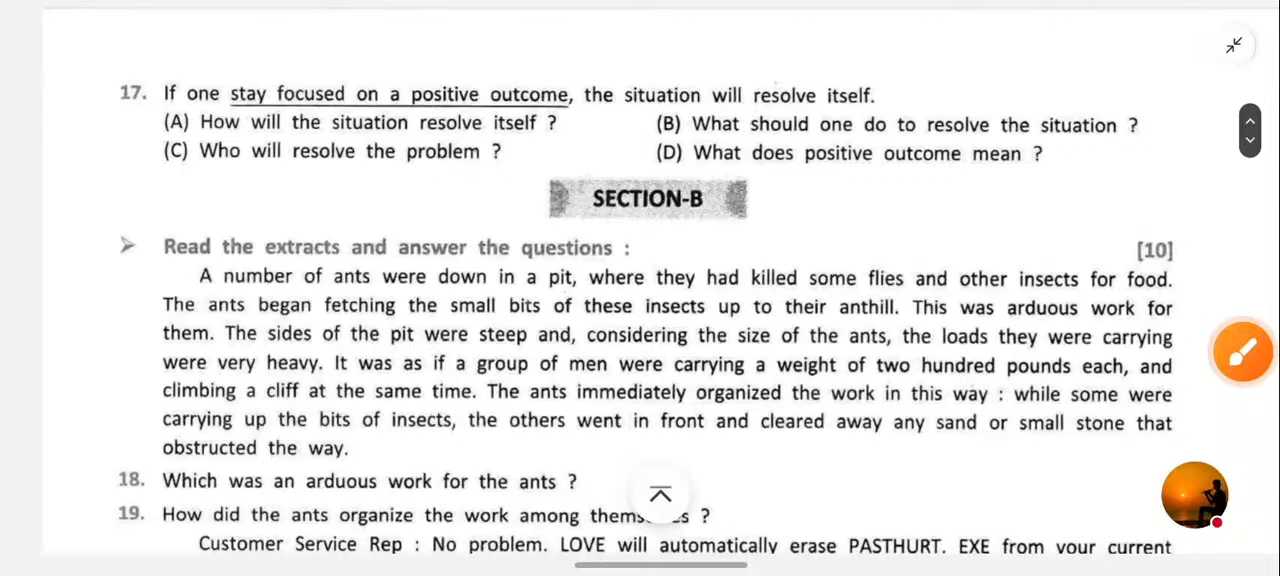 17. If one stay focused on a positive outcome, the situation will resolve itself.
(A) How will the situation resolve itself ? (B) What should one do to resolve the situation ?
(C) Who will resolve the problem ? (D) What does positive outcome mean ?
SECTION-B
➢ Read the extracts and answer the questions : [10]
A number of ants were down in a pit, where they had killed some flies and other insects for food.
The ants began fetching the small bits of these insects up to their anthill. This was arduous work for
them. The sides of the pit were steep and, considering the size of the ants, the loads they were carrying
were very heavy. It was as if a group of men were carrying a weight of two hundred pounds each, and
climbing a cliff at the same time. The ants immediately organized the work in this way : while some were
carrying up the bits of insects, the others went in front and cleared away any sand or small stone that
obstructed the way.
18. Which was an arduous work for the ants ?
19. How did the ants organize the work among ?
Customer Service Rep : No problem. LOVE will automatically erase PASTHURT. EXE from your current